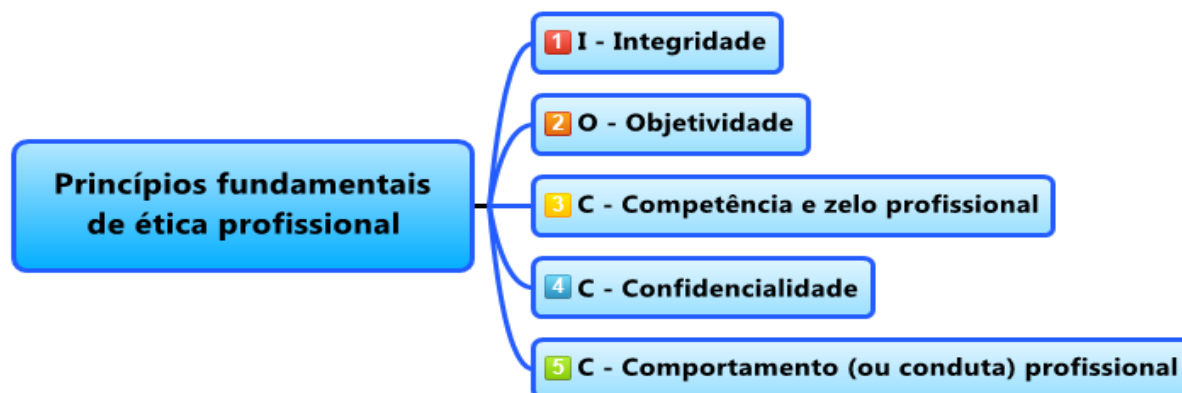 Princípios fundamentais
de ética profissional
1 I - Integridade
2 O - Objetividade
3 C - Competência e zelo profissional
4 C - Confidencialidade
5 C - Comportamento (ou conduta) profissional